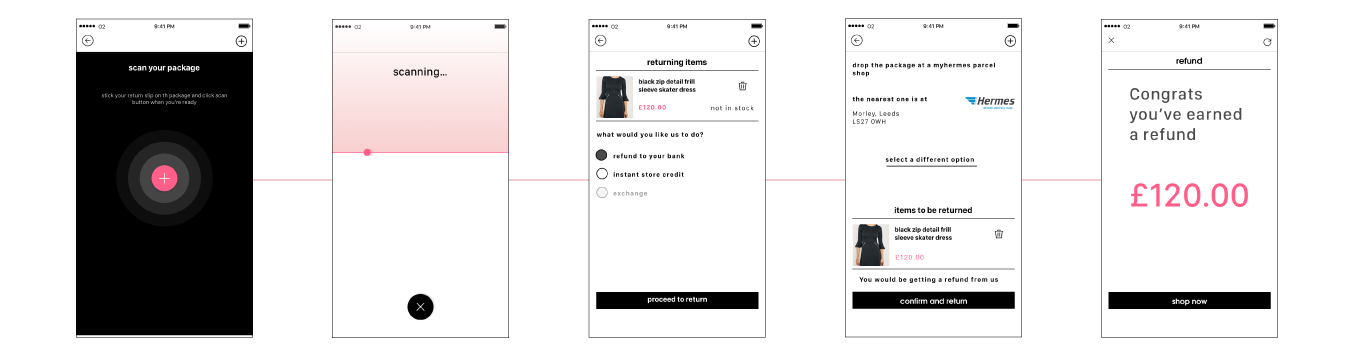 O2
9:41 PM
scan your package
stick your return slip on th package and click scan
button when you're ready
O2
9:41 PM
scanning...
O2
9:41 PM
returning items
black zip detail frill
sleeve skater dress
£120.00
not in stock
what would you like us to do?
refund to your bank
instant store credit
exchange
proceed to return
O2
9:41 PM
drop the package at a myhermes parcel
shop
the nearest one is at
Hermes
Morley, Leeds
LS27 0WH
select a different option
items to be returned
black zip detail frill
sleeve skater dress
£120.00
You would be getting a refund from us
confirm and return
O2
9:41 PM
refund
Congrats
you've earned
a refund
£120.00
shop now